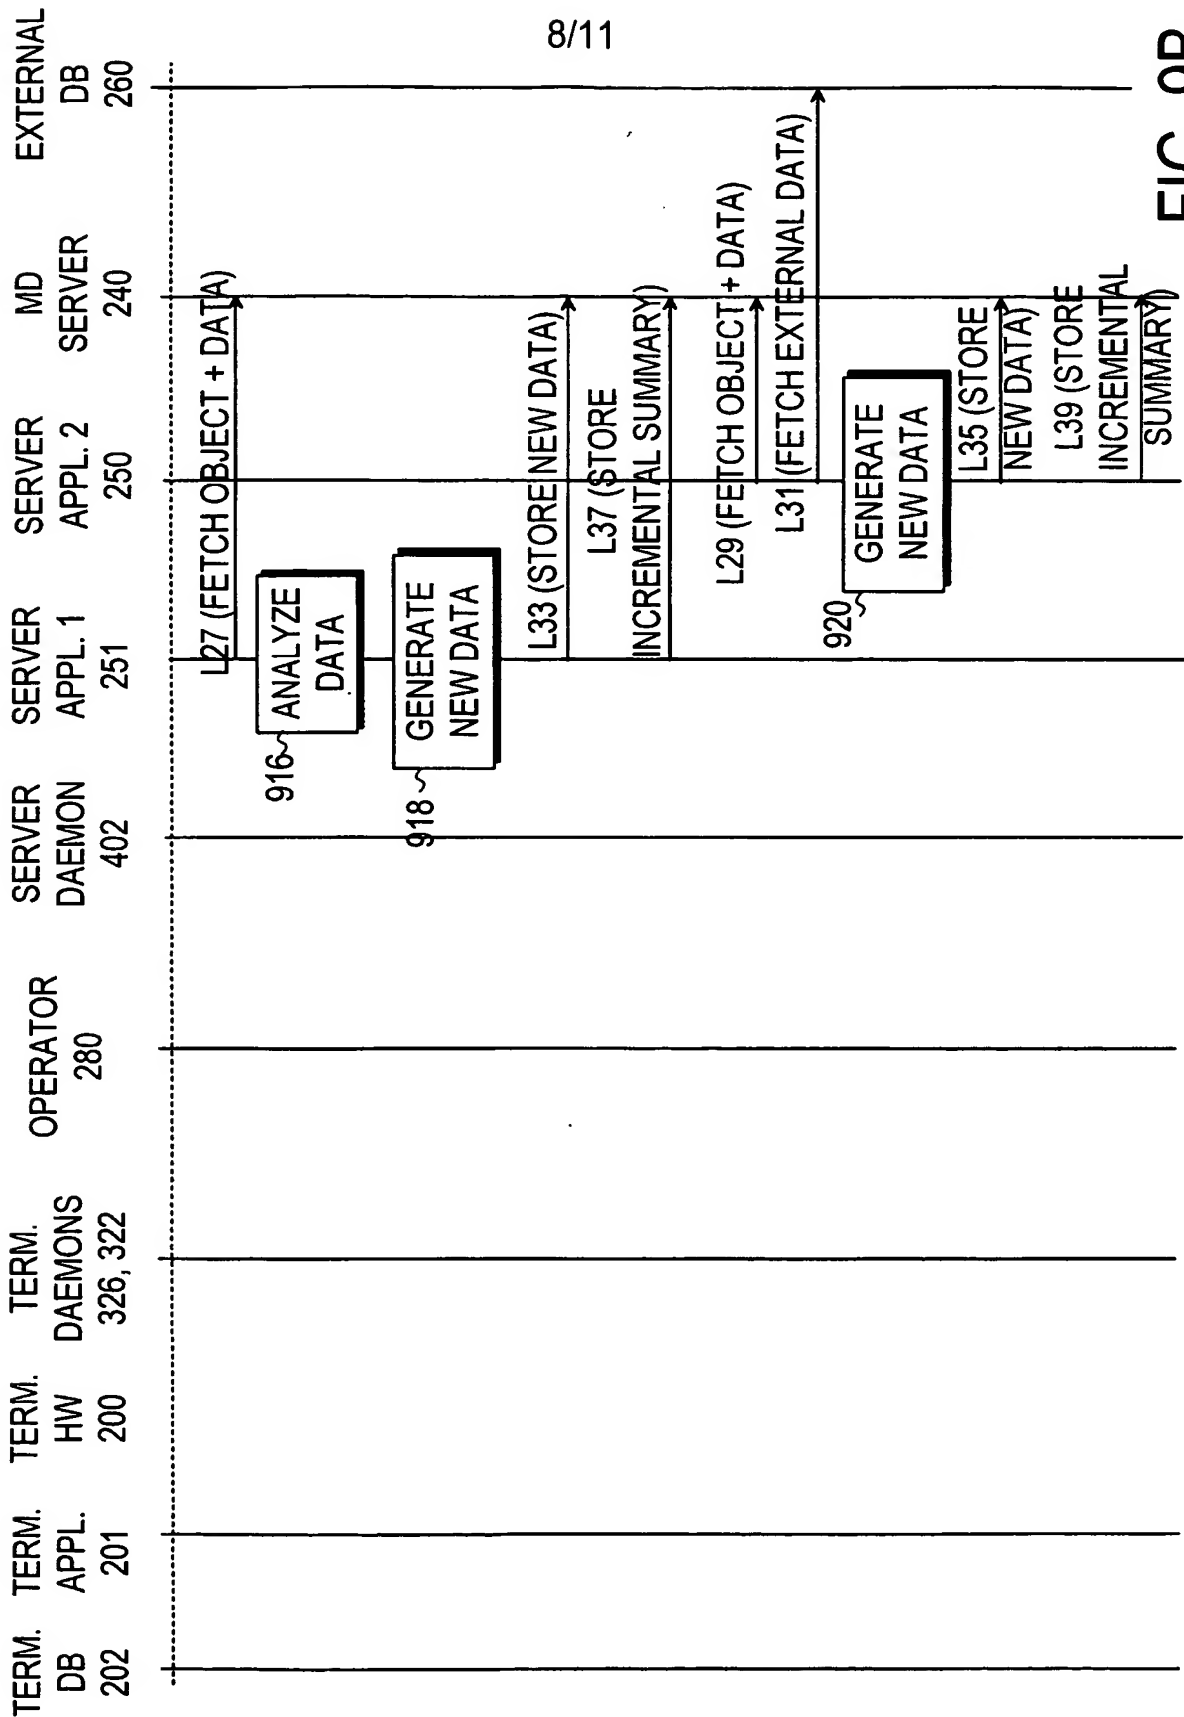 8/11
TERM.
DB
202
TERM.
APPL.
201
TERM.
HW
200
TERM.
DAEMONS
326, 322
OPERATOR
280
SERVER
DAEMON
402
SERVER
APPL. 1
251
SERVER
APPL. 2
250
MD
SERVER
240
EXTERNAL
DB
260
L27 (FETCH OBJECT + DATA)
916
ANALYZE
DATA
918
GENERATE
NEW DATA
L33 (STORE NEW DATA)
L37 (STORE
INCREMENTAL SUMMARY)
L29 (FETCH OBJECT + DATA)
L31 (FETCH EXTERNAL DATA)
920
GENERATE
NEW DATA
L35 (STORE
NEW DATA)
L39 (STORE
INCREMENTAL
SUMMARY)
FIG.